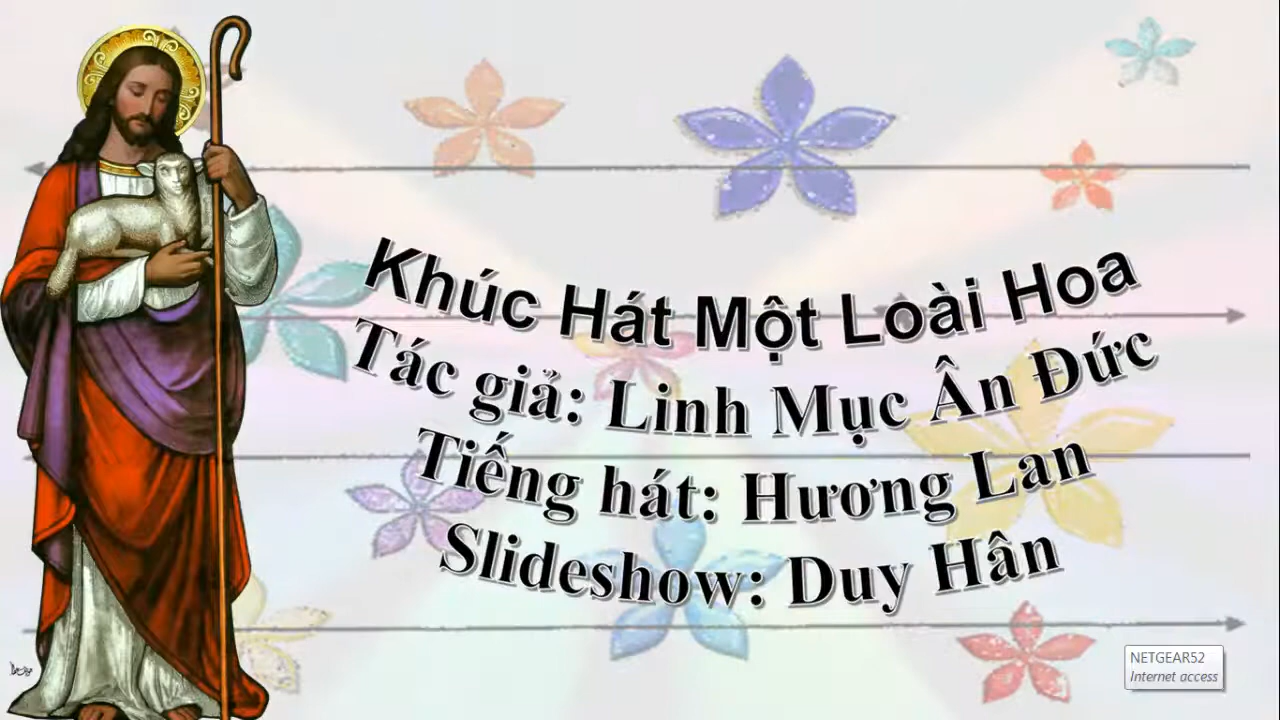 Khúc Hát Một Loài Hoa
Tác giả: Linh Mục Ân Đức
Tiếng hát: Hương Lan
Slideshow: Duy Hân
NETGEAR52
Internet access